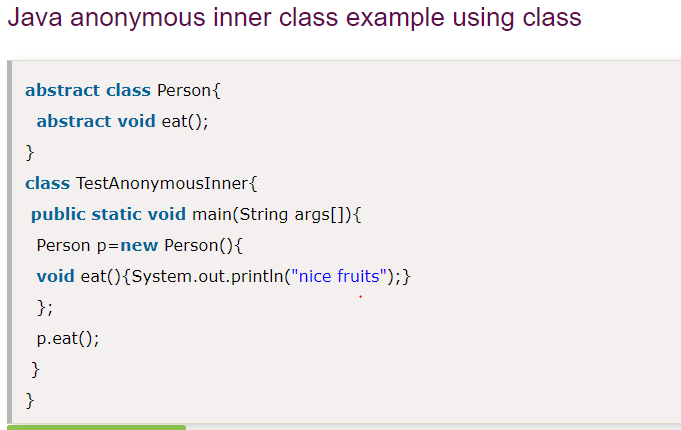 Java anonymous inner class example using class
abstract class Person{
abstract void eat();
}
class TestAnonymousInner{
public static void main(String args[]){
Person p=new Person(){
void eat(){System.out.println("nice fruits");}
};
p.eat();
}
}